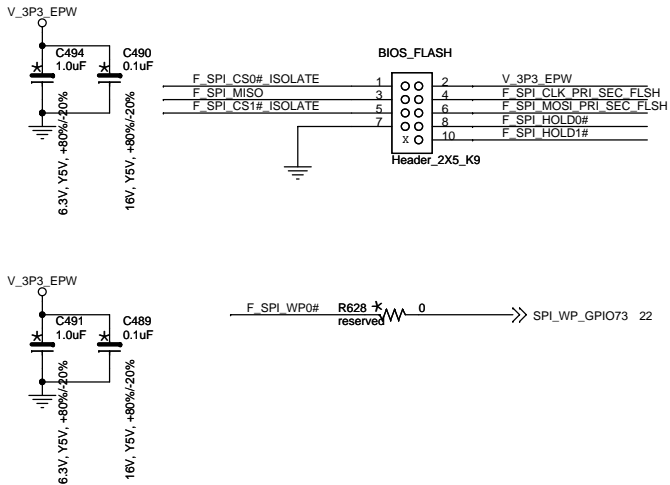 V_3P3_EPW
C494
1.0uF
C490
0.1uF
6.3V, Y5V, +80%/-20%
16V, Y5V, +80%/-20%
BIOS_FLASH
F_SPI_CS0#_ISOLATE 1 2 V_3P3_EPW
F_SPI_MISO 3 4 F_SPI_CLK_PRI_SEC_FLSH
F_SPI_CS1#_ISOLATE 5 6 F_SPI_MOSI_PRI_SEC_FLSH
7 8 F_SPI_HOLD0#
X 10 F_SPI_HOLD1#
Header_2X5_K9
V_3P3_EPW
C491
1.0uF
C489
0.1uF
6.3V, Y5V, +80%/-20%
16V, Y5V, +80%/-20%
F_SPI_WP0# R628 0
reserved
SPI_WP_GPIO73 22